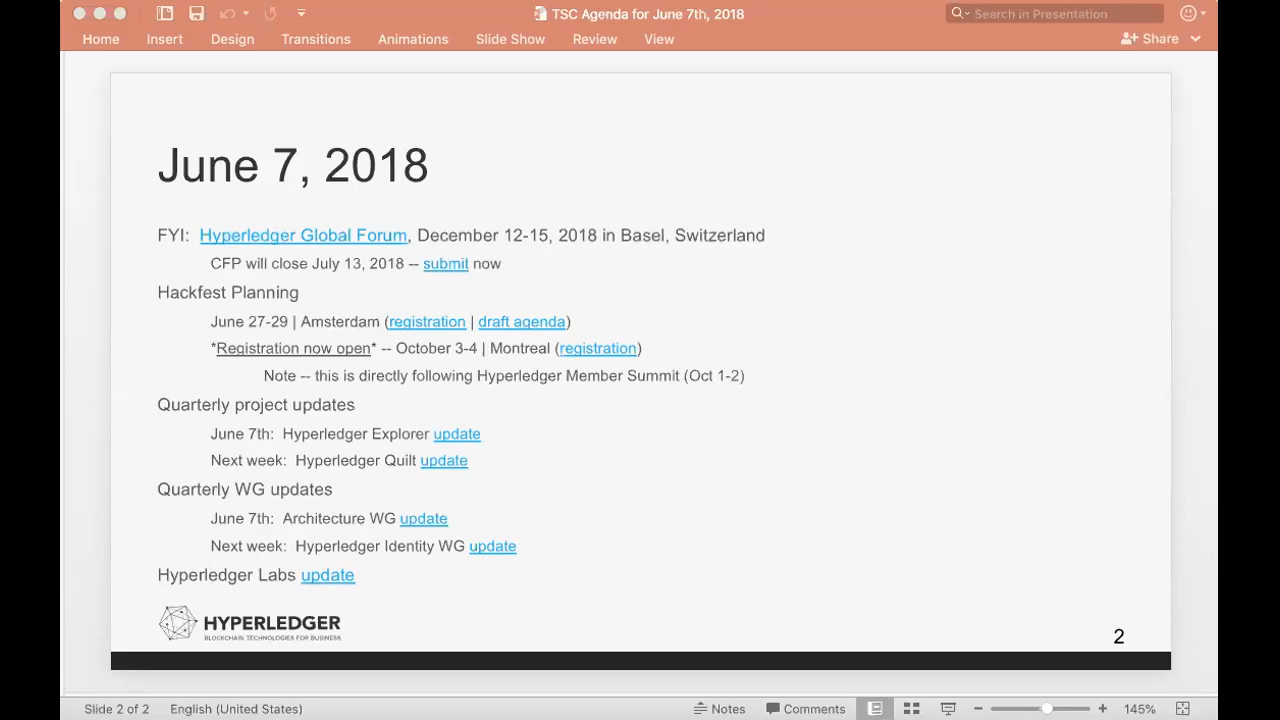 TSC Agenda for June 7th, 2018
Search in Presentation
Home Insert Design Transitions Animations Slide Show Review View Share
June 7, 2018
FYI: Hyperledger Global Forum, December 12-15, 2018 in Basel, Switzerland
CFP will close July 13, 2018 -- submit now
Hackfest Planning
June 27-29 | Amsterdam (registration | draft agenda)
*Registration now open* -- October 3-4 | Montreal (registration)
Note -- this is directly following Hyperledger Member Summit (Oct 1-2)
Quarterly project updates
June 7th: Hyperledger Explorer update
Next week: Hyperledger Quilt update
Quarterly WG updates
June 7th: Architecture WG update
Next week: Hyperledger Identity WG update
Hyperledger Labs update
HYPERLEDGER
BLOCKCHAIN TECHNOLOGIES FOR BUSINESS
2
Slide 2 of 2 English (United States) Notes Comments 145%